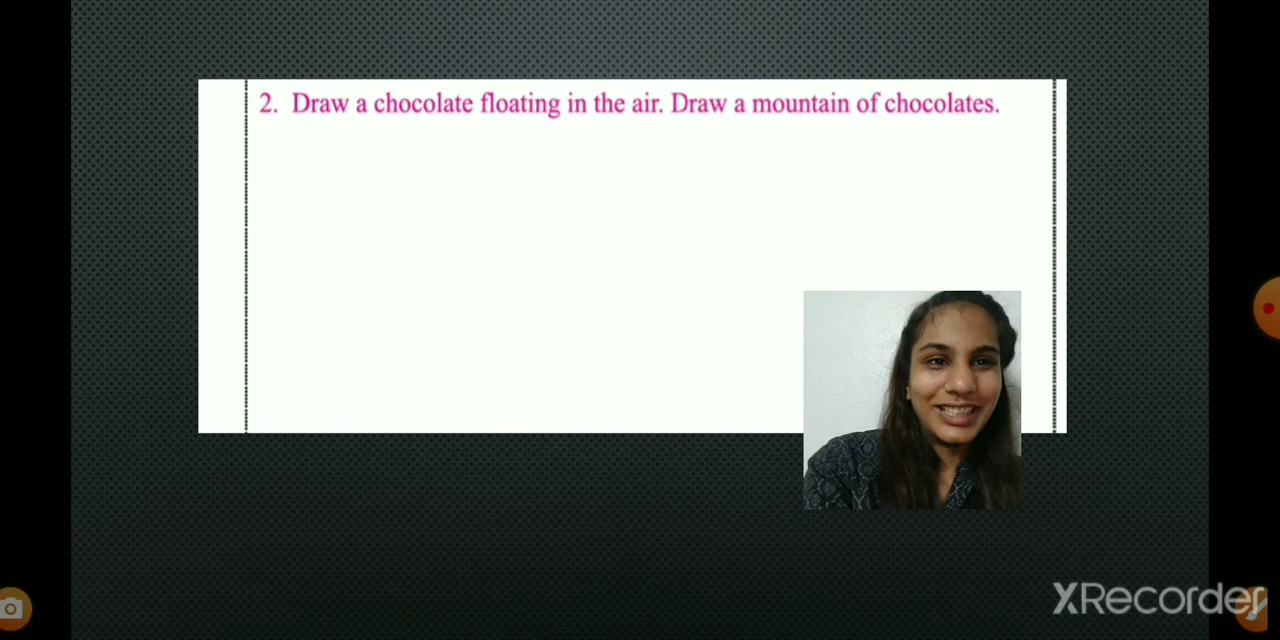 2. Draw a chocolate floating in the air. Draw a mountain of chocolates.
XRecorder